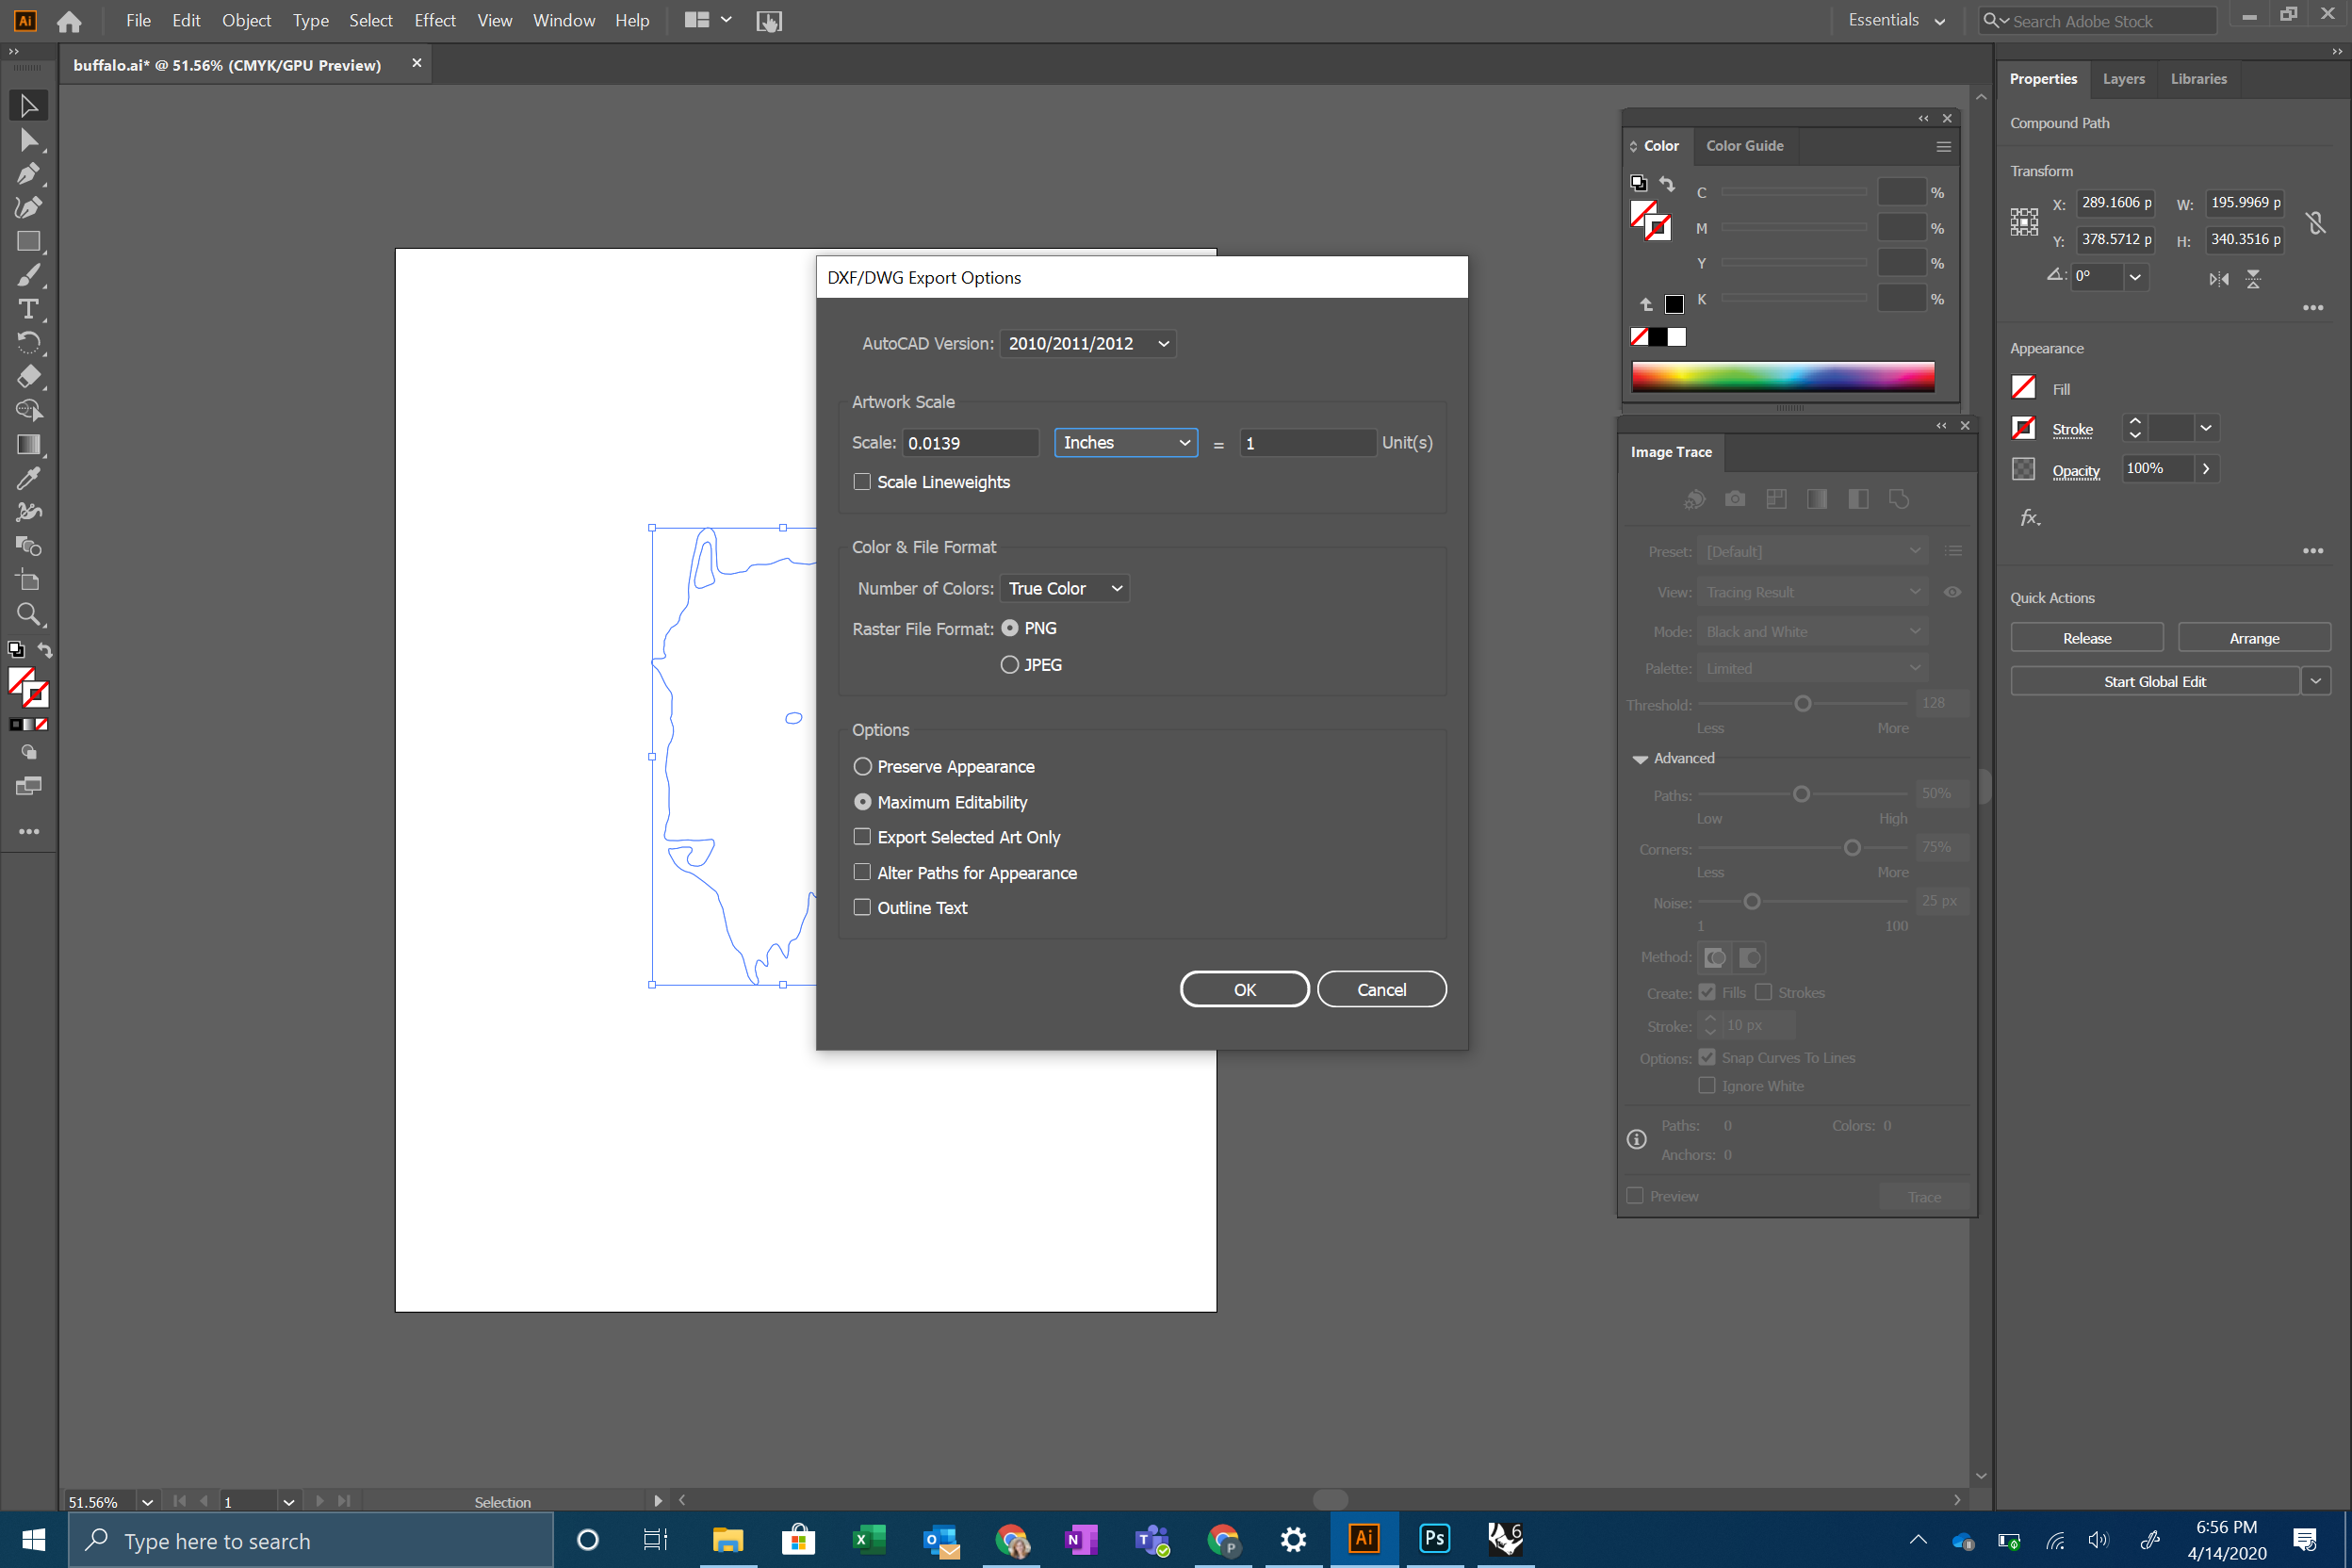 Ai File Edit Object Type Select Effect View Window Help Essentials Search Adobe Stock
buffalo.ai* @ 51.56% (CMYK/GPU Preview)
DXF/DWG Export Options
AutoCAD Version: 2010/2011/2012
Artwork Scale
Scale: 0.0139 Inches = 1 Unit(s)
Scale Lineweights
Color & File Format
Number of Colors: True Color
Raster File Format: PNG
JPEG
Options
Preserve Appearance
Maximum Editability
Export Selected Art Only
Alter Paths for Appearance
Outline Text
OK Cancel
Color Color Guide
C %
M %
Y %
K %
Image Trace
Preset: [Default]
View: Tracing Result
Mode: Black and White
Palette: Limited
Threshold: 128
Less More
Advanced
Paths: 50%
Low High
Corners: 75%
Less More
Noise: 25 px
1 100
Method:
Create: Fills Strokes
Stroke: 10 px
Options: Snap Curves To Lines
Ignore White
Paths: 0 Colors: 0
Anchors: 0
Preview Trace
Properties Layers Libraries
Compound Path
Transform
X: 289.1606 p W: 195.9969 p
Y: 378.5712 p H: 340.3516 p
0°
Appearance
Fill
Stroke
Opacity 100%
fx.
Quick Actions
Release Arrange
Start Global Edit
51.56% 1 Selection
Type here to search
Ai Ps 6
6:56 PM
4/14/2020